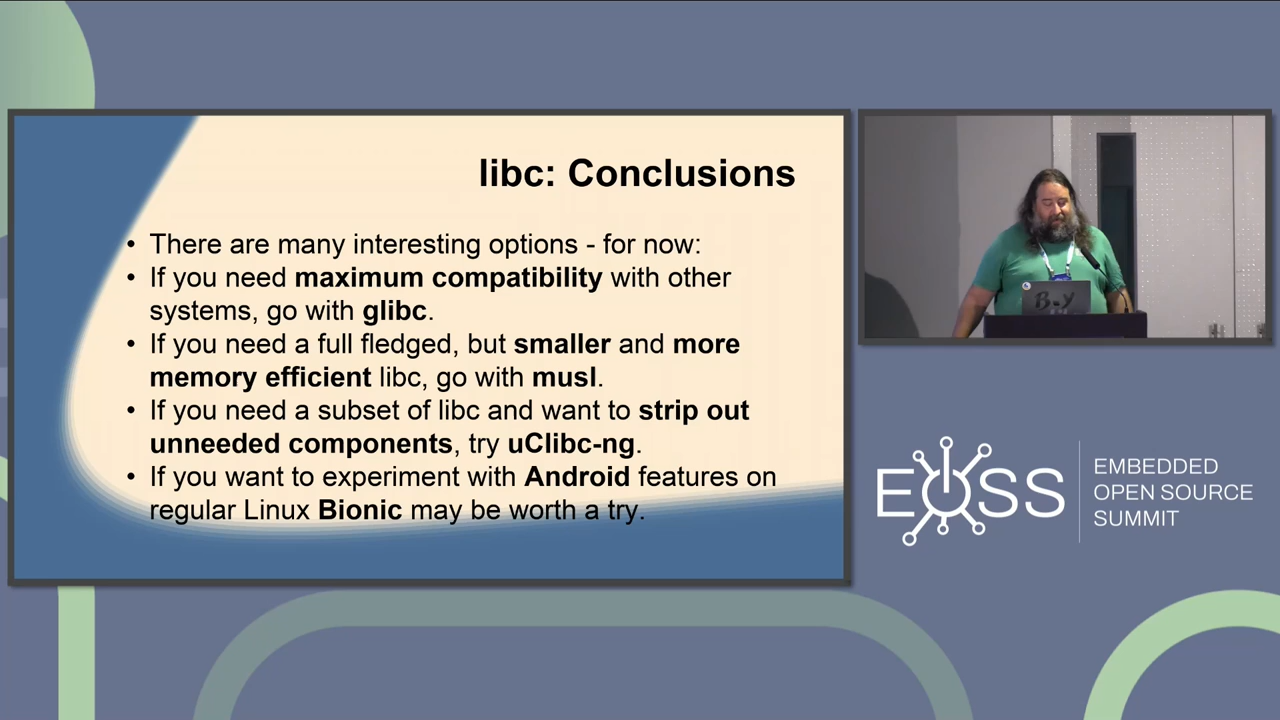 libc: Conclusions
• There are many interesting options - for now:
• If you need maximum compatibility with other
systems, go with glibc.
• If you need a full fledged, but smaller and more
memory efficient libc, go with musl.
• If you need a subset of libc and want to strip out
unneeded components, try uClibc-ng.
• If you want to experiment with Android features on
regular Linux Bionic may be worth a try.
EOSS
EMBEDDED
OPEN SOURCE
SUMMIT